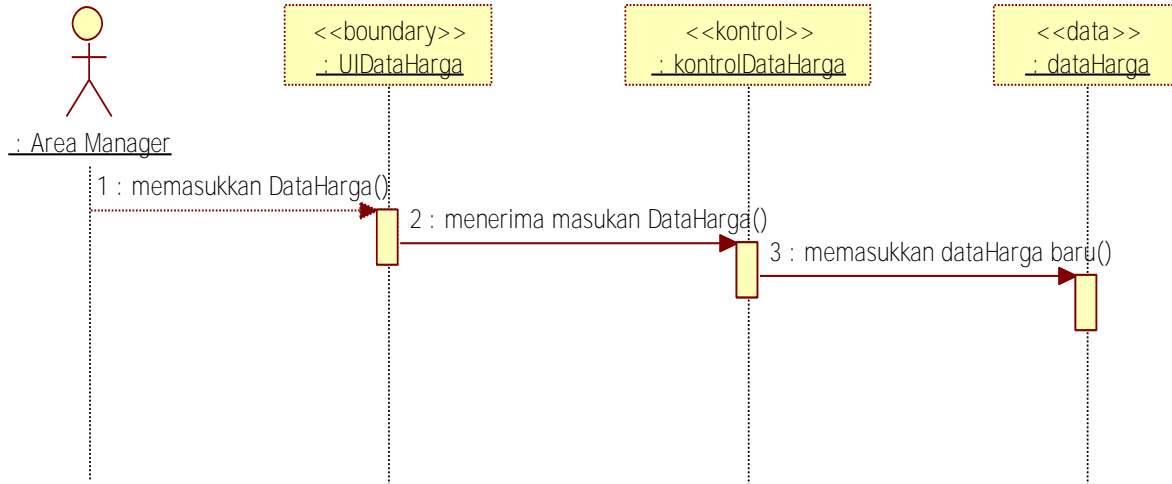 <<boundary>>
: UIDataHarga
<<kontrol>>
: kontrolDataHarga
<<data>>
: dataHarga
: Area Manager
1 : memasukkan DataHarga()
2 : menerima masukan DataHarga()
3 : memasukkan dataHarga baru()